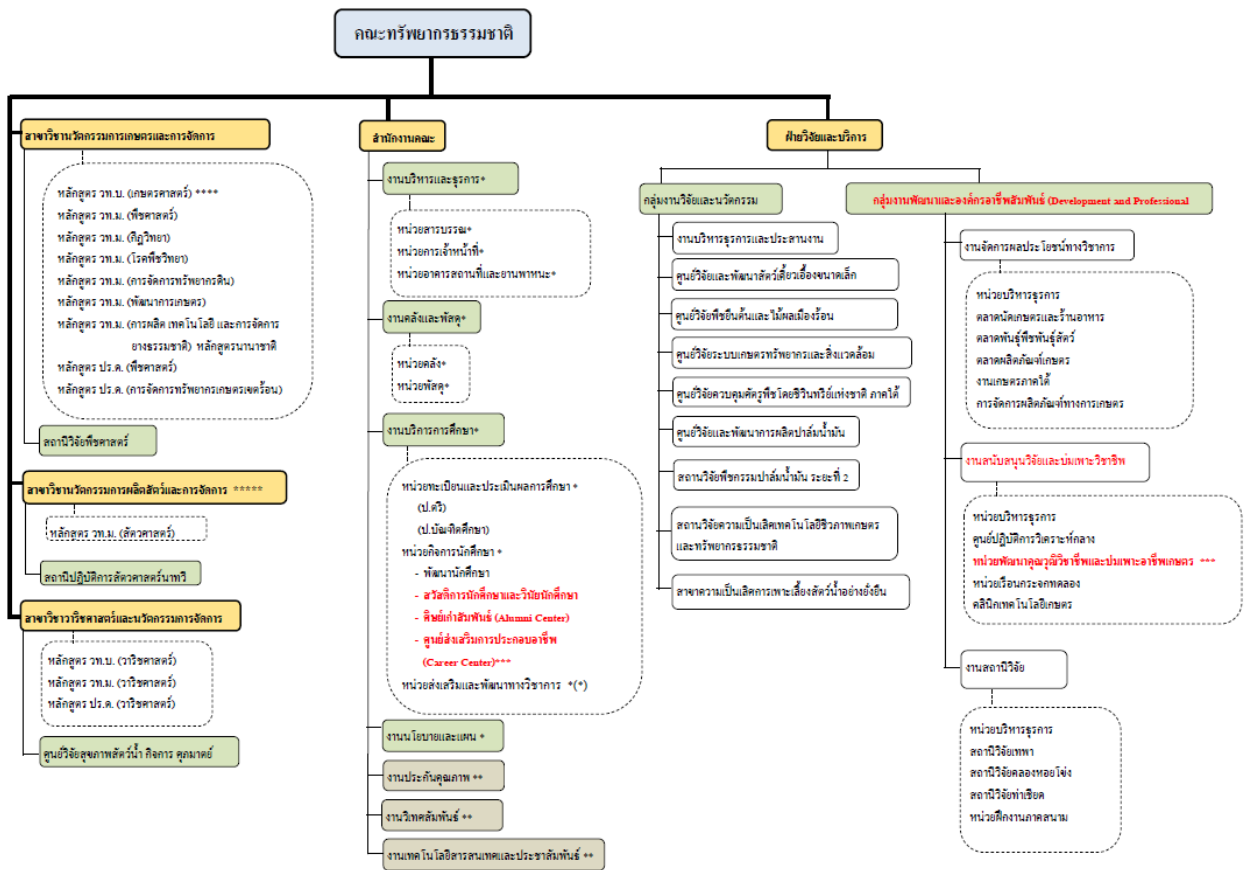 คณะทรัพยากรธรรมชาติ
สาขาวิชานวัตกรรมการเกษตรและการจัดการ
หลักสูตร วท.บ. (เกษตรศาสตร์) ****
หลักสูตร วท.ม. (พืชศาสตร์)
หลักสูตร วท.ม. (กีฏวิทยา)
หลักสูตร วท.ม. (โรคพืชวิทยา)
หลักสูตร วท.ม. (การจัดการทรัพยากรดิน)
หลักสูตร วท.ม. (พัฒนาการเกษตร)
หลักสูตร วท.ม. (การผลิต เทคโนโลยี และการจัดการ
ยางธรรมชาติ) หลักสูตรนานาชาติ
หลักสูตร ปร.ด. (พืชศาสตร์)
หลักสูตร ปร.ด. (การจัดการทรัพยากรเกษตรเขตร้อน)
สถานีวิจัยพืชศาสตร์
สาขาวิชานวัตกรรมการผลิตสัตว์และการจัดการ *****
หลักสูตร วท.ม. (สัตวศาสตร์)
สถานีปฏิบัติการสัตวศาสตร์นาทวี
สาขาวิชาวาริชศาสตร์และนวัตกรรมการจัดการ
หลักสูตร วท.บ. (วาริชศาสตร์)
หลักสูตร วท.ม. (วาริชศาสตร์)
หลักสูตร ปร.ด. (วาริชศาสตร์)
ศูนย์วิจัยสุขภาพสัตว์น้ำ กิจการ ศุภมาตย์
สำนักงานคณะ
งานบริหารและธุรการ*
หน่วยสารบรรณ*
หน่วยการเจ้าหน้าที่*
หน่วยอาคารสถานที่และยานพาหนะ*
งานคลังและพัสดุ*
หน่วยคลัง*
หน่วยพัสดุ*
งานบริการการศึกษา*
หน่วยทะเบียนและประเมินผลการศึกษา *
(ป.ตรี)
(ป.บัณฑิตศึกษา)
หน่วยกิจการนักศึกษา *
- พัฒนานักศึกษา
- สวัสดิการนักศึกษาและวินัยนักศึกษา
- ศิษย์เก่าสัมพันธ์ (Alumni Center)
- ศูนย์ส่งเสริมการประกอบอาชีพ
(Career Center)***
หน่วยส่งเสริมและพัฒนาทางวิชาการ *(*)
งานนโยบายและแผน *
งานประกันคุณภาพ **
งานวิเทศสัมพันธ์ **
งานเทคโนโลยีสารสนเทศและประชาสัมพันธ์ **
ฝ่ายวิจัยและบริการ
กลุ่มงานวิจัยและนวัตกรรม
งานบริหารธุรการและประสานงาน
ศูนย์วิจัยและพัฒนาสัตว์เคี้ยวเอื้องขนาดเล็ก
ศูนย์วิจัยพืชยืนต้นและไม้ผลเมืองร้อน
ศูนย์วิจัยระบบเกษตรทรัพยากรและสิ่งแวดล้อม
ศูนย์วิจัยควบคุมศัตรูพืชโดยชีวินทรีย์แห่งชาติ ภาคใต้
ศูนย์วิจัยและพัฒนาการผลิตปาล์มน้ำมัน
สถานวิจัยพืชกรรมปาล์มน้ำมัน ระยะที่ 2
สถานวิจัยความเป็นเลิศเทคโนโลยีชีวภาพเกษตร
และทรัพยากรธรรมชาติ
สาขาความเป็นเลิศการเพาะเลี้ยงสัตว์น้ำอย่างยั่งยืน
กลุ่มงานพัฒนาและองค์กรอาชีพสัมพันธ์ (Development and Professional
งานจัดการผลประโยชน์ทางวิชาการ
หน่วยบริหารธุรการ
ตลาดนัดเกษตรและร้านอาหาร
ตลาดพันธุ์พืชพันธุ์สัตว์
ตลาดผลิตภัณฑ์เกษตร
งานเกษตรภาคใต้
การจัดการผลิตภัณฑ์ทางการเกษตร
งานสนับสนุนวิจัยและบ่มเพาะวิชาชีพ
หน่วยบริหารธุรการ
ศูนย์ปฏิบัติการวิเคราะห์กลาง
หน่วยพัฒนาคุณวุฒิวิชาชีพและบ่มเพาะอาชีพเกษตร ***
หน่วยเรือนกระจกทดลอง
คลินิกเทคโนโลยีเกษตร
งานสถานีวิจัย
หน่วยบริหารธุรการ
สถานีวิจัยเทพา
สถานีวิจัยคลองหอยโข่ง
สถานีวิจัยท่าเชียด
หน่วยฝึกงานภาคสนาม